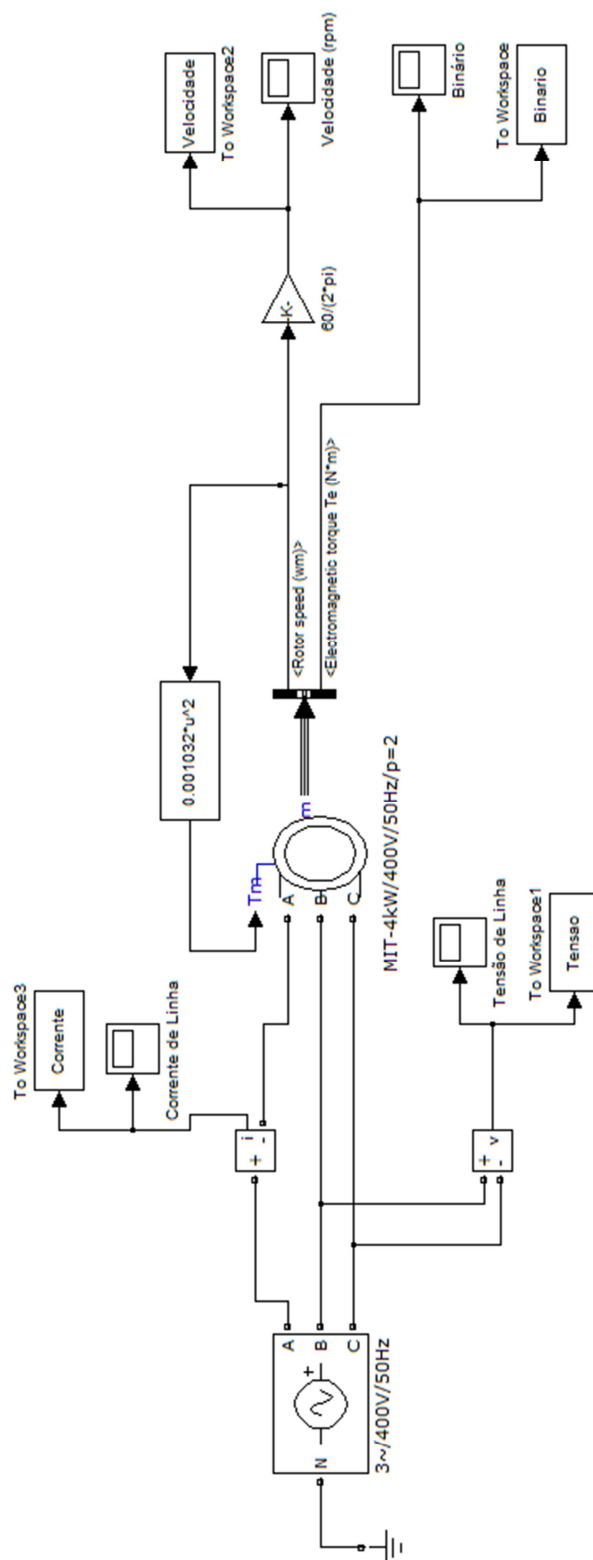 To Workspace3
Corrente
Corrente de Linha
+
i
-
0.001032*u^2
Velocidade
To Workspace2
-K-
60/(2*pi)
Velocidade (rpm)
N
+
A
B
C
3~/400V/50Hz
Tm
m
A
B
C
MIT-4kW/400V/50Hz/p=2
<Rotor speed (wm)>
<Electromagnetic torque Te (N*m)>
Binário
To Workspace
Binario
+
v
-
Tensão de Linha
To Workspace1
Tensao